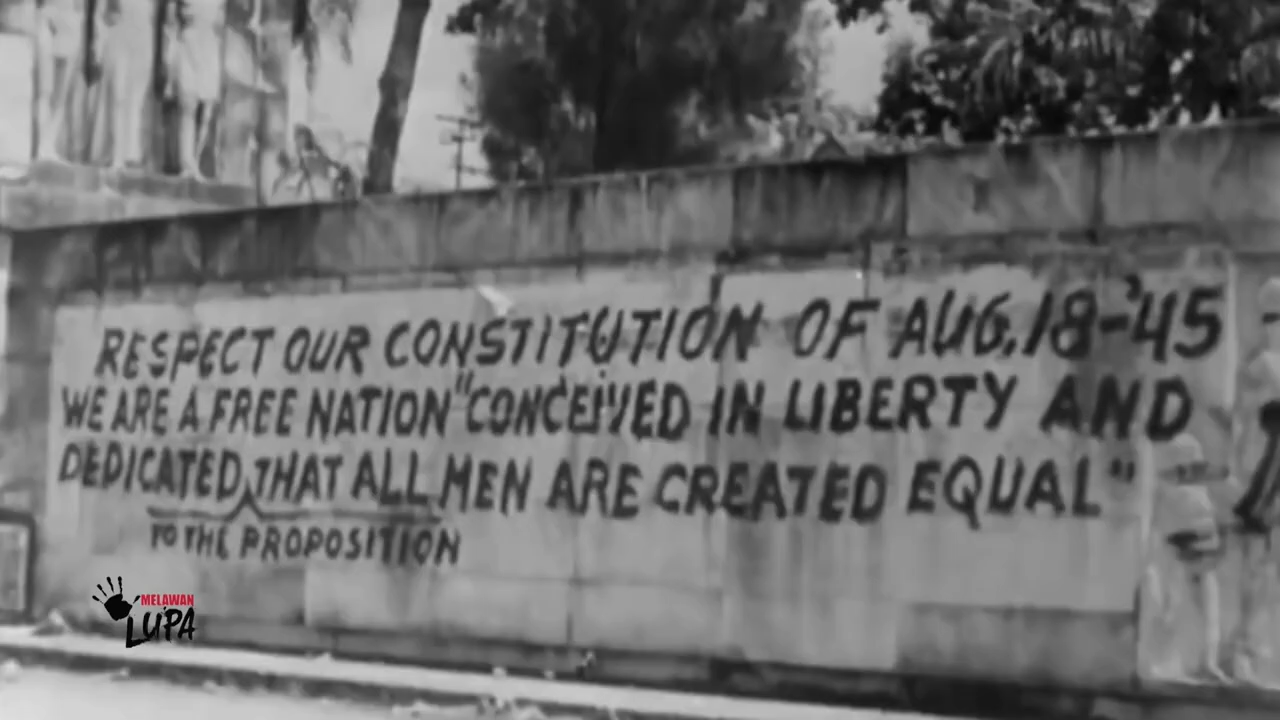 RESPECT OUR CONSTITUTION OF AUG. 18-'45
WE ARE A FREE NATION "CONCEIVED IN LIBERTY AND
DEDICATED THAT ALL MEN ARE CREATED EQUAL"
TO THE PROPOSITION
MELAWAN
LUPA